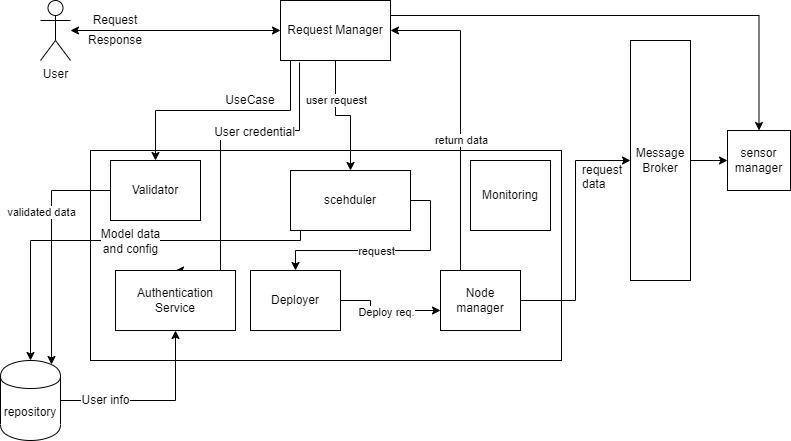 Request
Response
User
Request Manager
UseCase
user request
User credential
return data
Validator
scehduler
Monitoring
request
data
Message
Broker
sensor
manager
validated data
Model data
and config
request
Authentication
Service
Deployer
Deploy req.
Node
manager
repository
User info